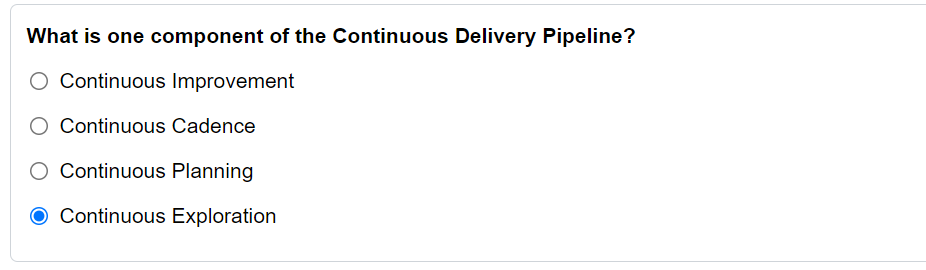 What is one component of the Continuous Delivery Pipeline?
Continuous Improvement
Continuous Cadence
Continuous Planning
Continuous Exploration